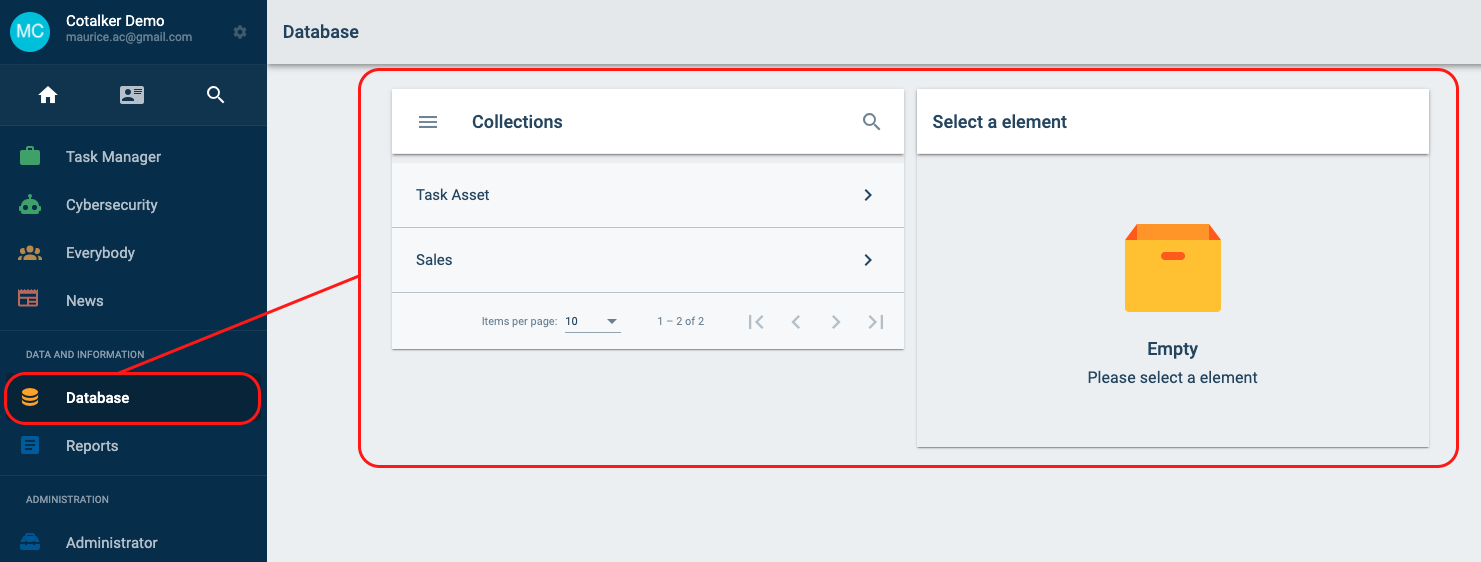 MC
Cotalker Demo
maurice.ac@gmail.com
Task Manager
Cybersecurity
Everybody
News
DATA AND INFORMATION
Database
Reports
ADMINISTRATION
Administrator
Database
Collections
Task Asset
Sales
Items per page: 10
1 – 2 of 2
Select a element
Empty
Please select a element